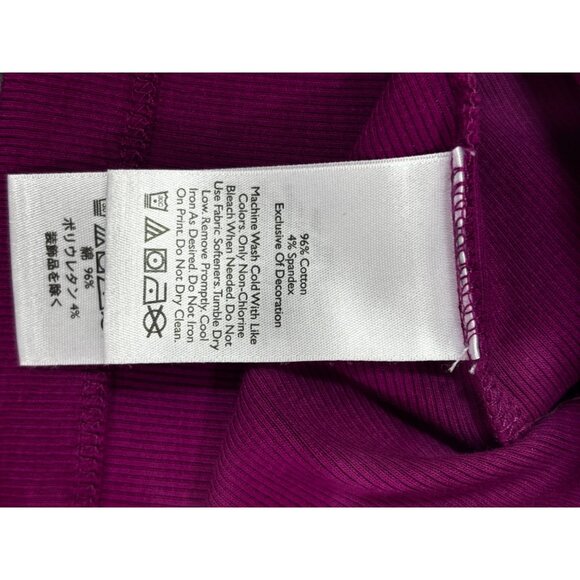 96% Cotton
4% Spandex
Exclusive Of Decoration
Machine Wash Cold With Like
Colors. Only Non-Chlorine
Bleach When Needed. Do Not
Use Fabric Softeners. Tumble Dry
Low. Remove Promptly. Cool
Iron As Desired. Do Not Iron
On Print. Do Not Dry Clean.
綿 96%
ポリウレタン 4%
装飾品を除く